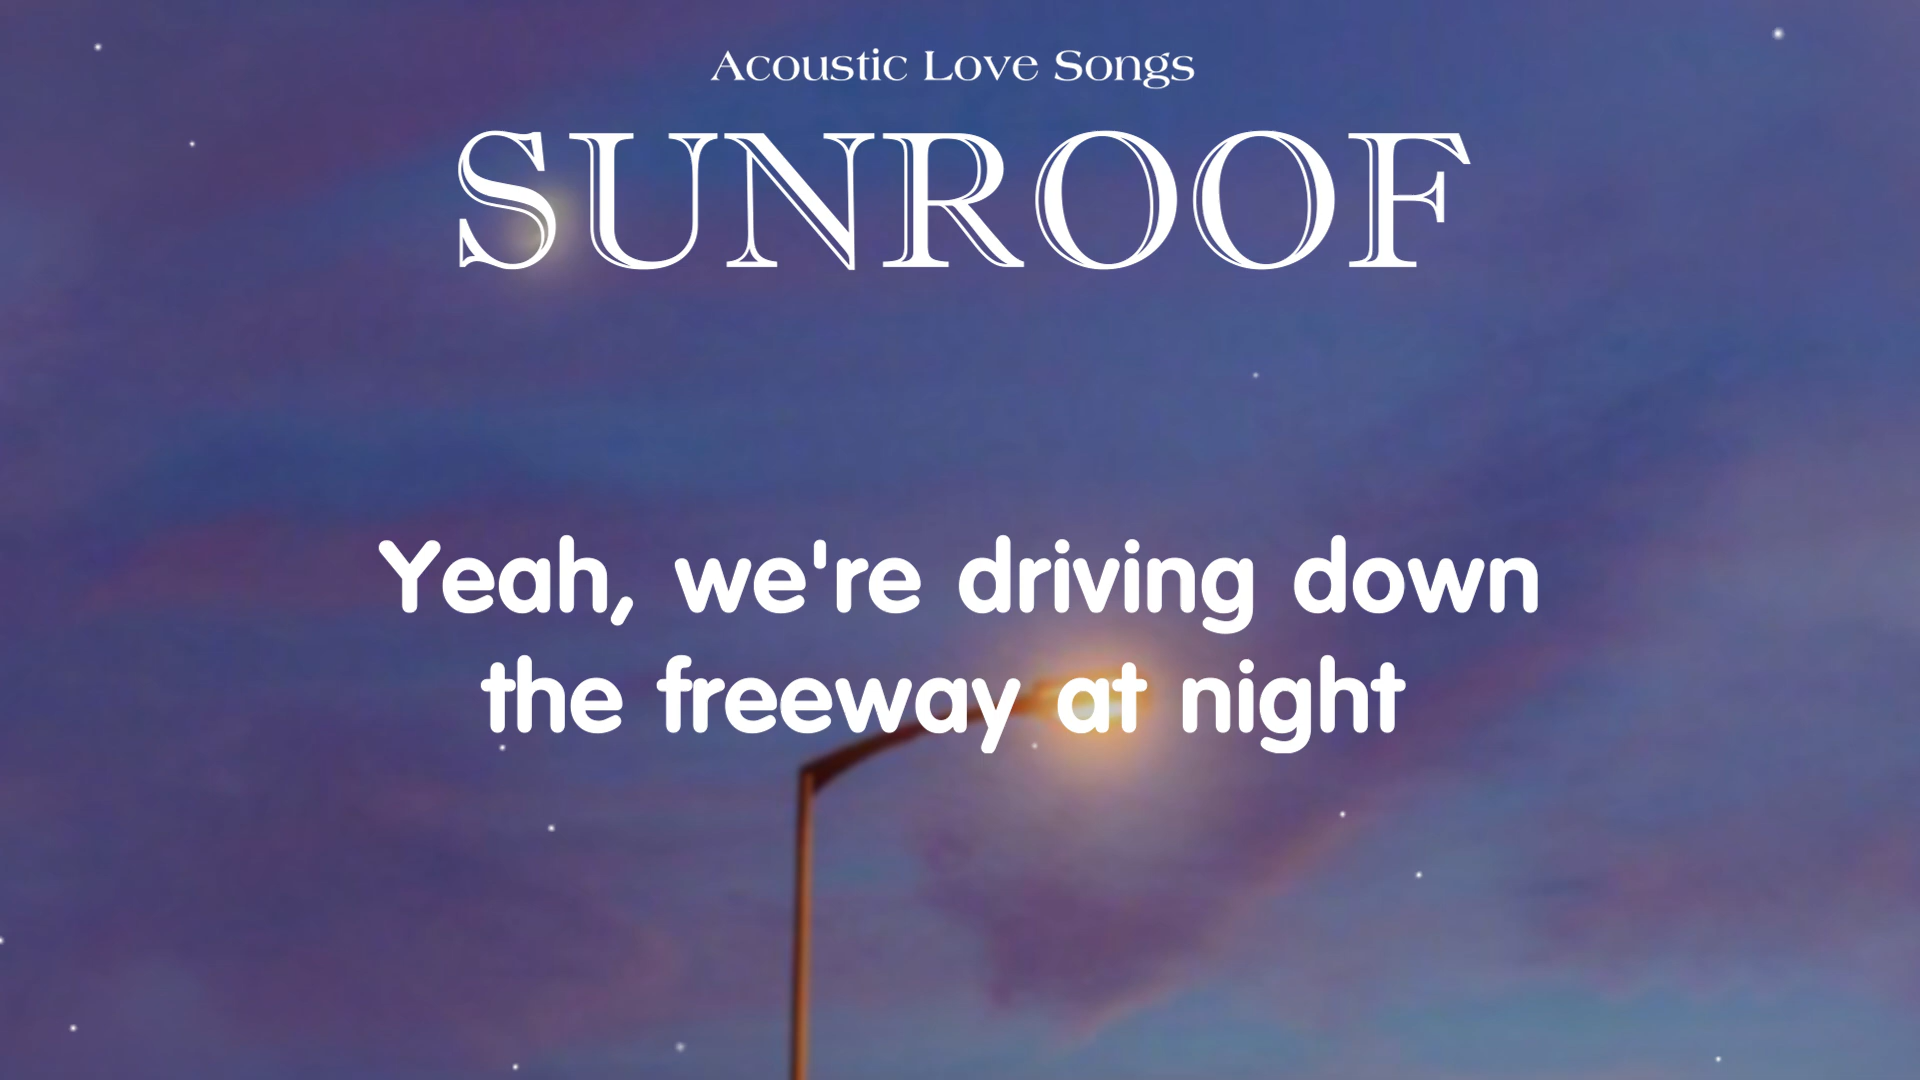 Acoustic Love Songs
SUNROOF
Yeah, we're driving down
the freeway at night